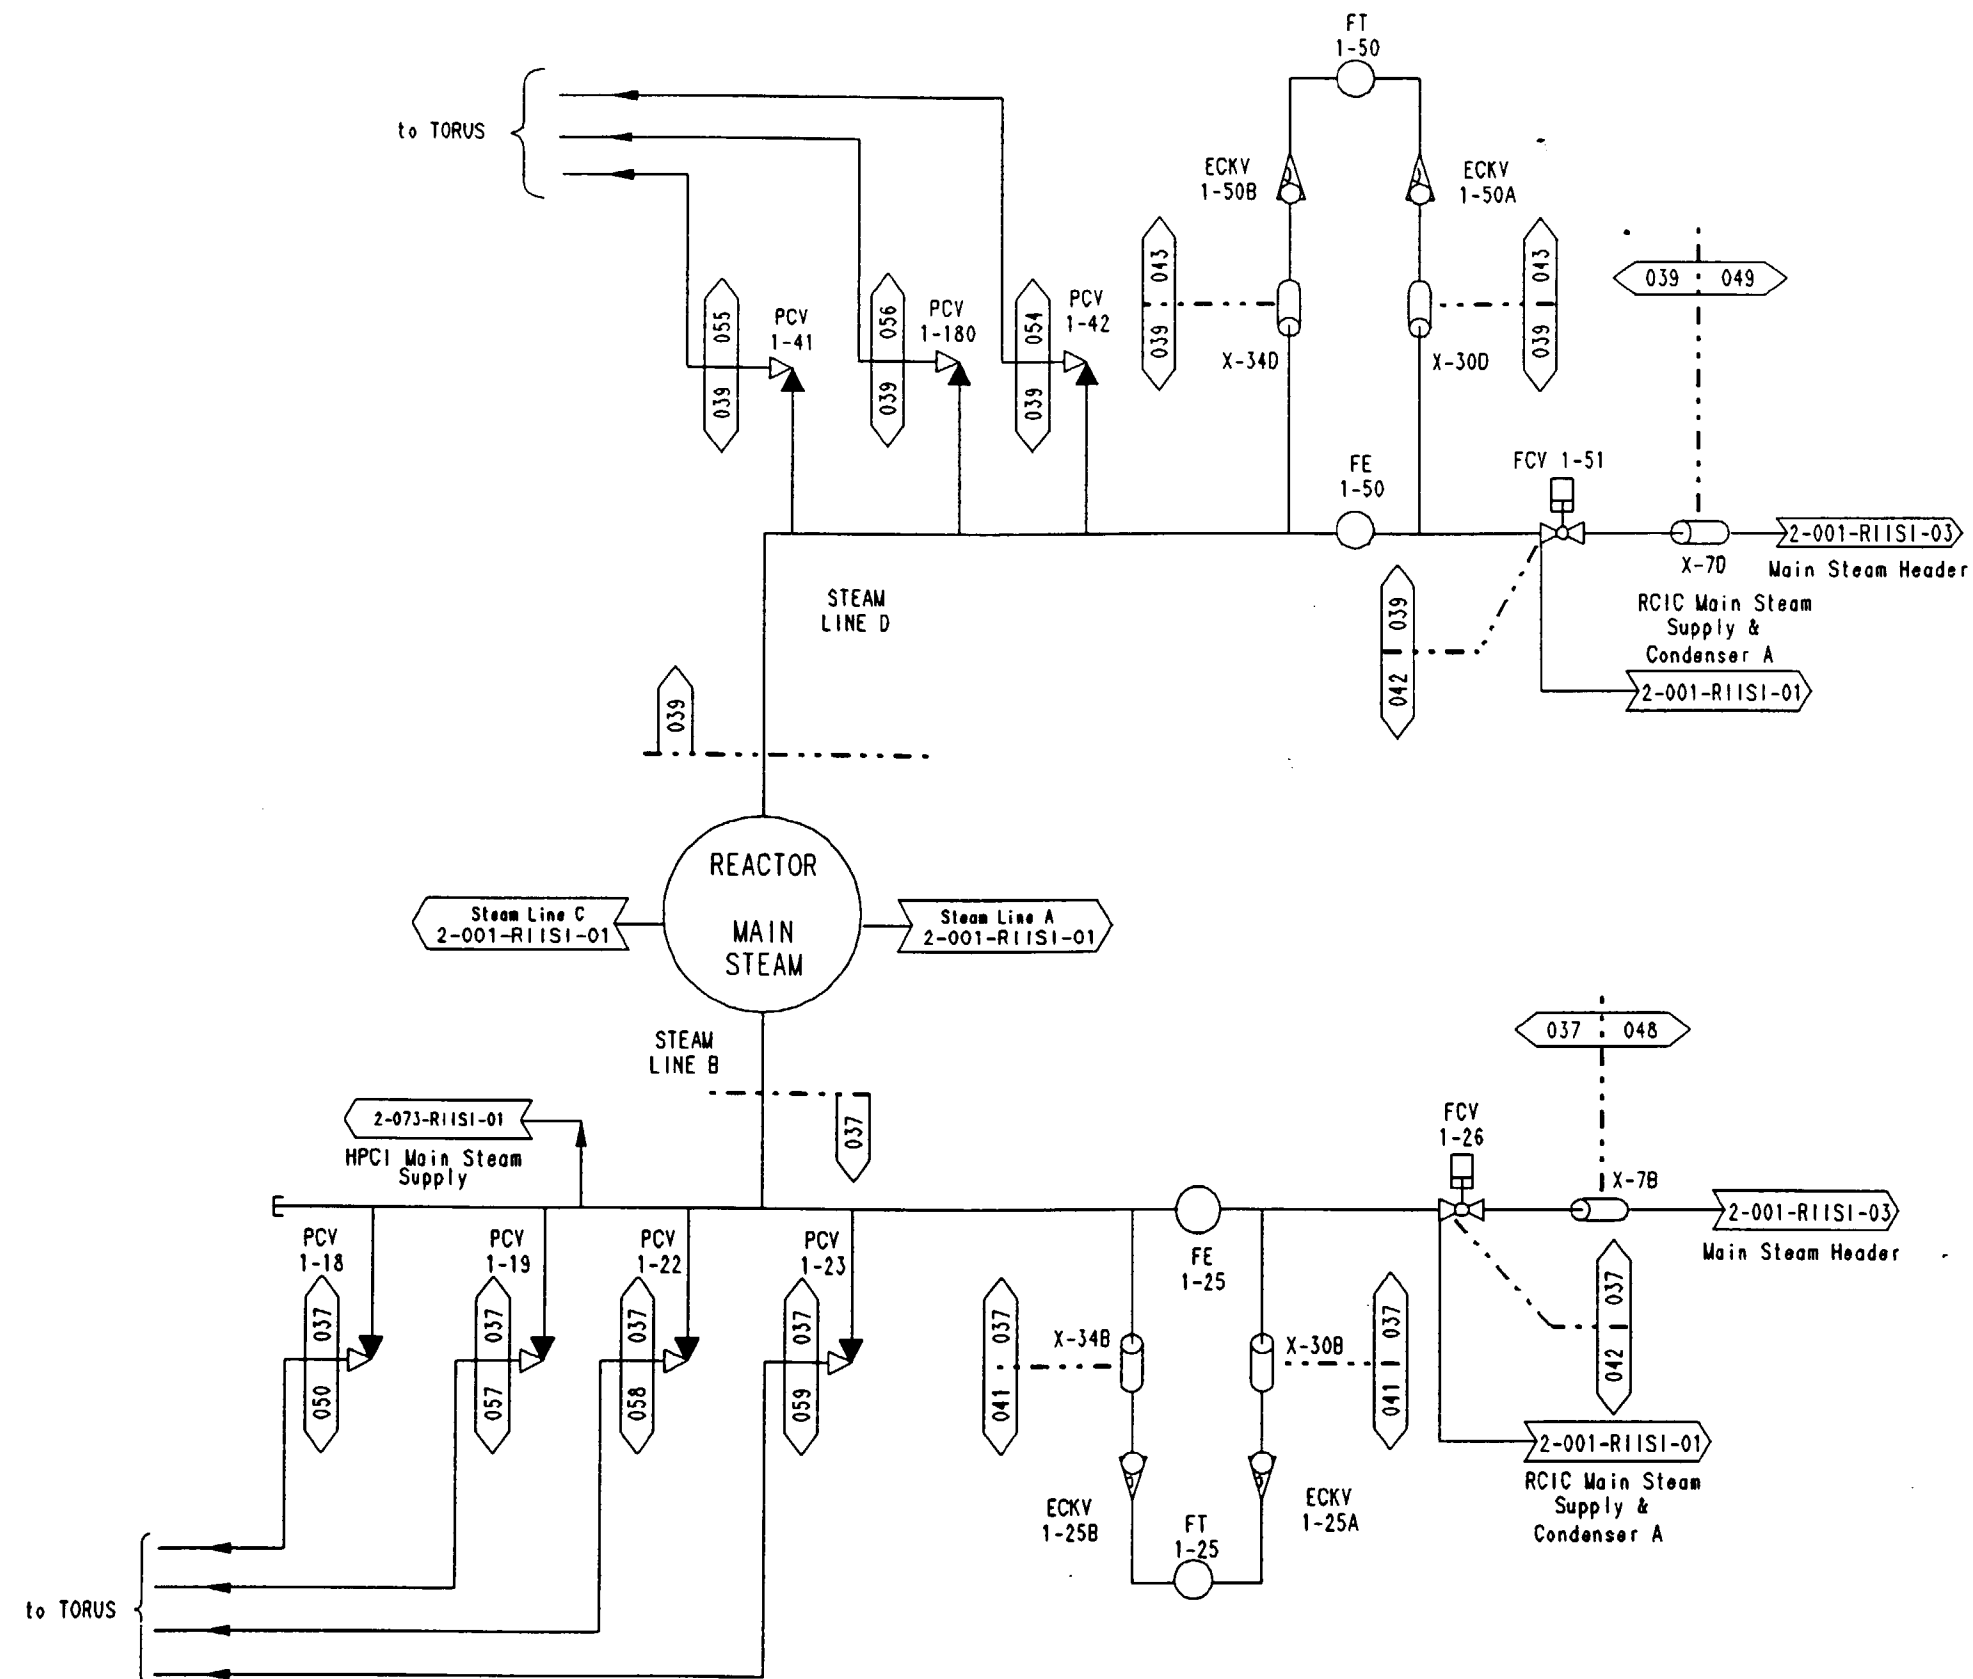 FT
1-50
to TORUS
ECKV
1-50B
ECKV
1-50A
039 043
039 043
039 049
039 055
PCV
1-41
039 056
PCV
1-180
039 054
PCV
1-42
X-34D
X-30D
FE
1-50
FCV 1-51
2-001-RIISI-03
Main Steam Header
X-7D
STEAM
LINE D
042 039
RCIC Main Steam
Supply &
Condenser A
2-001-RIISI-01
039
REACTOR
MAIN
STEAM
Steam Line C
2-001-RIISI-01
Steam Line A
2-001-RIISI-01
STEAM
LINE B
037
037 048
2-073-RIISI-01
HPCI Main Steam
Supply
FCV
1-26
X-7B
2-001-RIISI-03
Main Steam Header
PCV
1-18
PCV
1-19
PCV
1-22
PCV
1-23
FE
1-25
050 037
057 037
058 037
059 037
041 037
X-34B
X-30B
041 037
042 037
2-001-RIISI-01
RCIC Main Steam
Supply &
Condenser A
ECKV
1-25B
ECKV
1-25A
FT
1-25
to TORUS